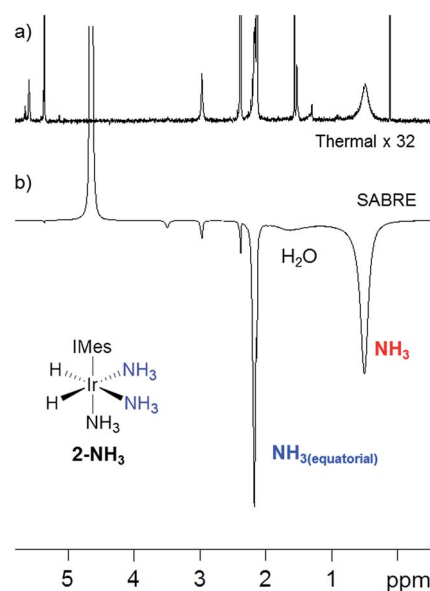 a)
Thermal x 32
b)
SABRE
H₂O
NH₃
IMes
H NH₃
Ir
H NH₃
NH₃
2-NH₃
NH₃(equatorial)
5 4 3 2 1 ppm